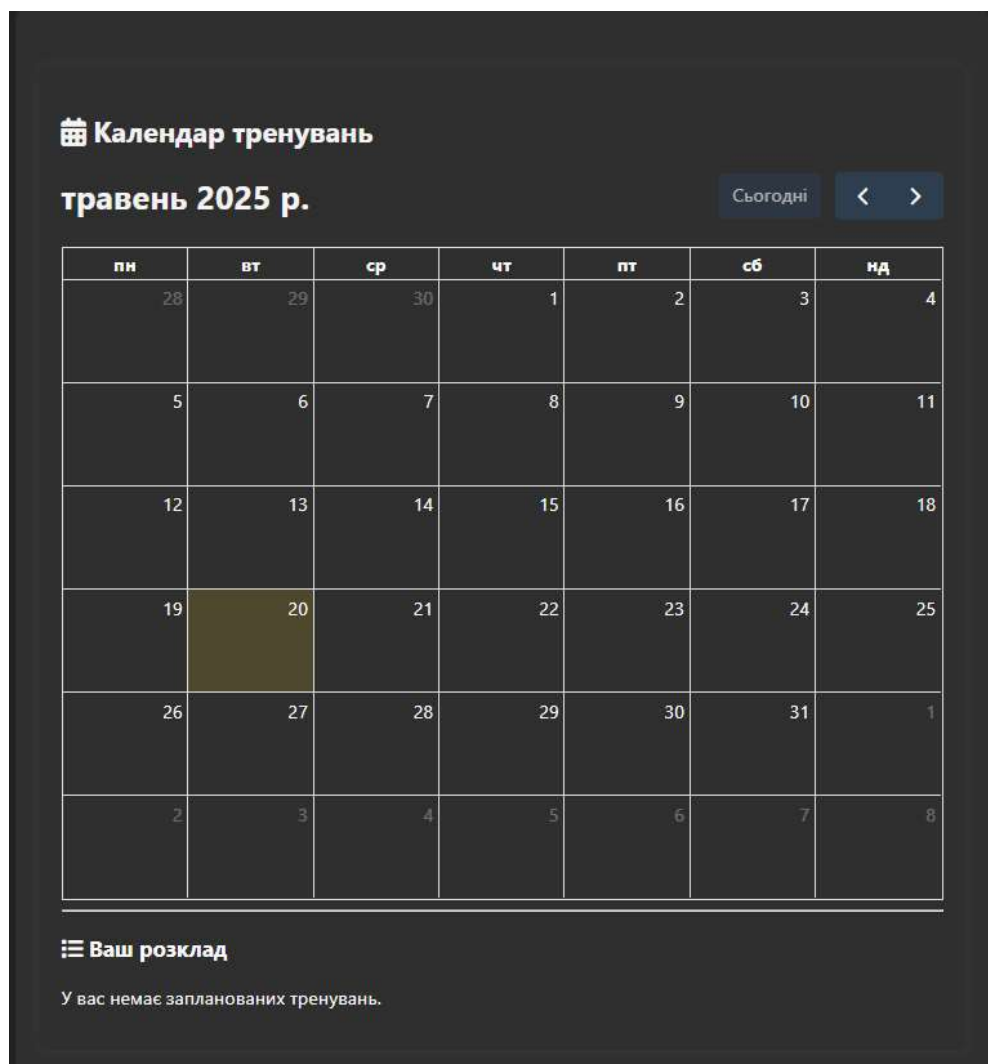 Календар тренувань
травень 2025 р.
Сьогодні
пн вт ср чт пт сб нд
28 29 30 1 2 3 4
5 6 7 8 9 10 11
12 13 14 15 16 17 18
19 20 21 22 23 24 25
26 27 28 29 30 31 1
2 3 4 5 6 7 8
Ваш розклад
У вас немає запланованих тренувань.